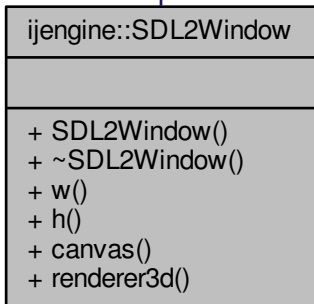 ijengine::SDL2Window
+ SDL2Window()
+ ~SDL2Window()
+ w()
+ h()
+ canvas()
+ renderer3d()